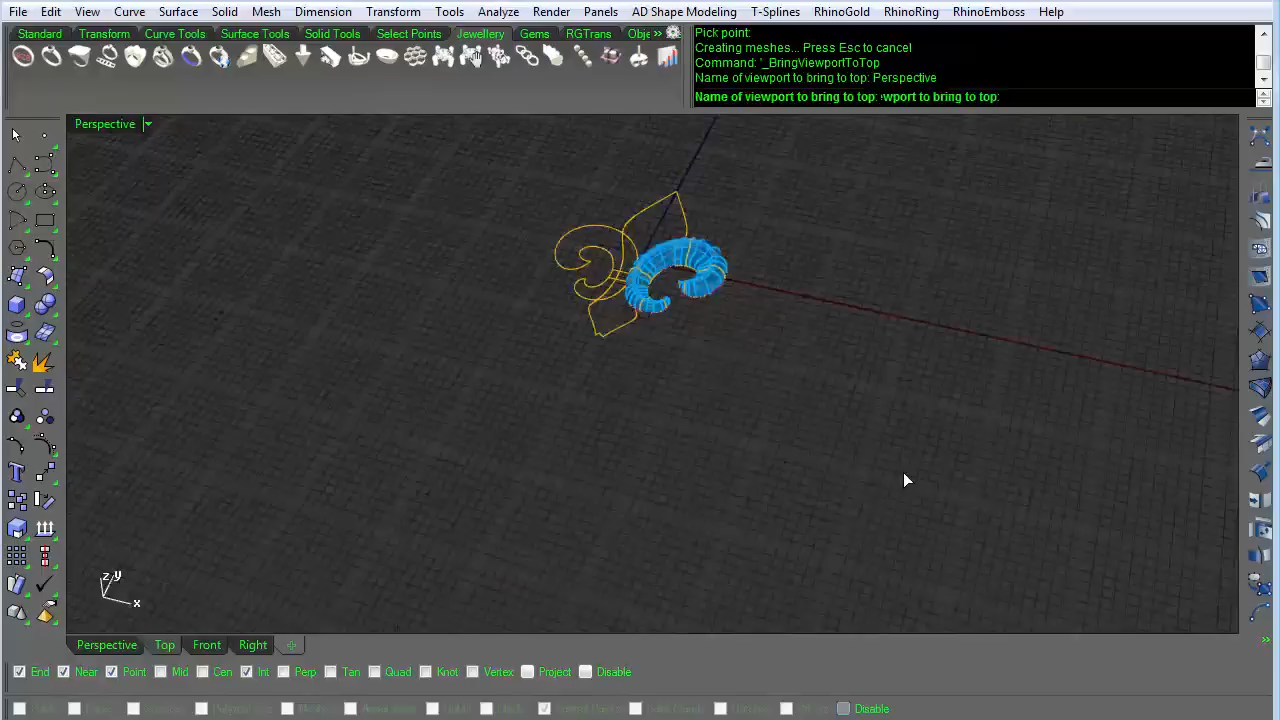 File Edit View Curve Surface Solid Mesh Dimension Transform Tools Analyze Render Panels AD Shape Modeling T-Splines RhinoGold RhinoRing RhinoEmboss Help
Standard Transform Curve Tools Surface Tools Solid Tools Select Points Jewellery Gems RGTrans Obje »
Pick point:
Creating meshes... Press Esc to cancel
Command: '_BringViewportToTop
Name of viewport to bring to top: Perspective
Name of viewport to bring to top: wport to bring to top:
Perspective
z y
x
Perspective Top Front Right
End Near Point Mid Cen Int Perp Tan Quad Knot Vertex Project Disable
Disable